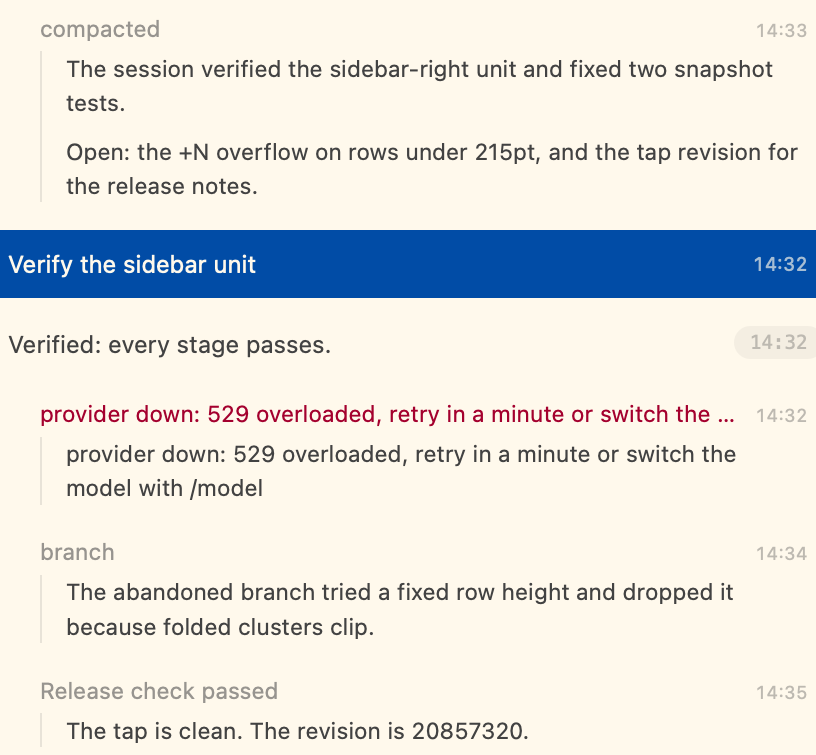 compacted 14:33
The session verified the sidebar-right unit and fixed two snapshot
tests.
Open: the +N overflow on rows under 215pt, and the tap revision for
the release notes.
Verify the sidebar unit 14:32
Verified: every stage passes. 14:32
provider down: 529 overloaded, retry in a minute or switch the ... 14:32
provider down: 529 overloaded, retry in a minute or switch the
model with /model
branch 14:34
The abandoned branch tried a fixed row height and dropped it
because folded clusters clip.
Release check passed 14:35
The tap is clean. The revision is 20857320.